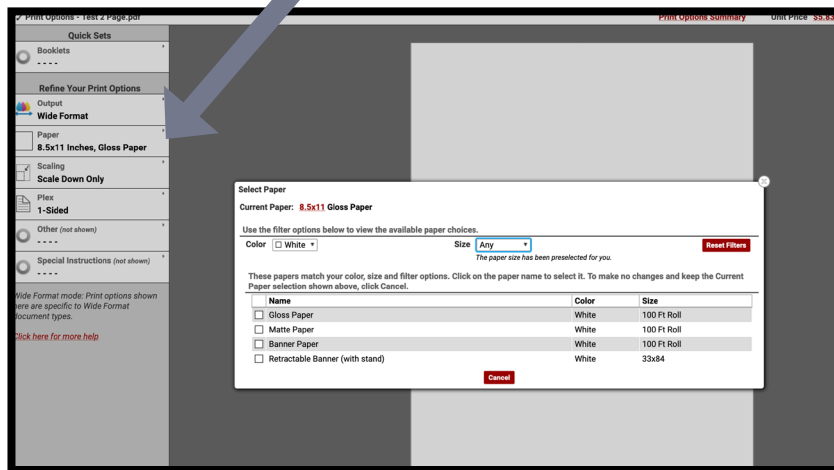 ✓ Print Options - Test 2 Page.pdf
Print Options Summary Unit Price $5.83
Quick Sets
Booklets
- - - -
Refine Your Print Options
Output
Wide Format
Paper
8.5x11 Inches, Gloss Paper
Scaling
Scale Down Only
Plex
1-Sided
Other (not shown)
- - - -
Special Instructions (not shown)
- - - -
Wide Format mode: Print options shown
here are specific to Wide Format
document types.
Click here for more help
Select Paper
Current Paper: 8.5x11 Gloss Paper
Use the filter options below to view the available paper choices.
Color White Size Any Reset Filters
The paper size has been preselected for you.
These papers match your color, size and filter options. Click on the paper name to select it. To make no changes and keep the Current
Paper selection shown above, click Cancel.
Name Color Size
Gloss Paper White 100 Ft Roll
Matte Paper White 100 Ft Roll
Banner Paper White 100 Ft Roll
Retractable Banner (with stand) White 33x84
Cancel